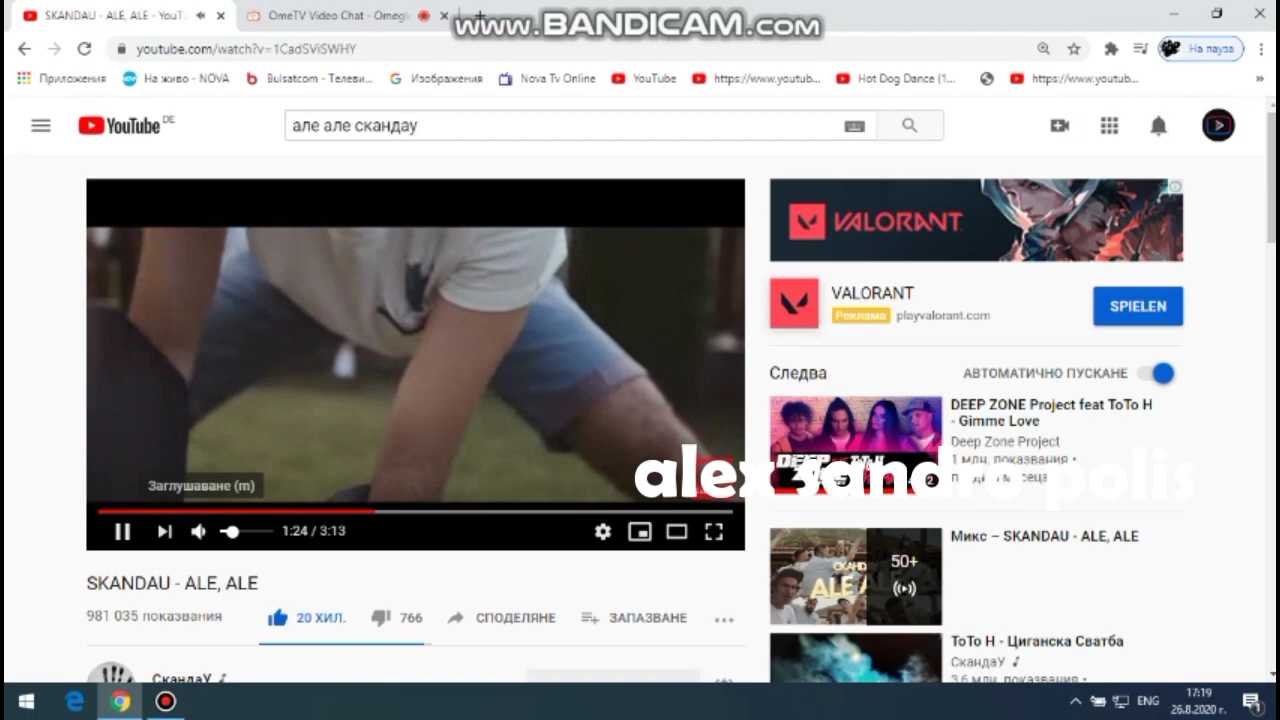 SKANDAU - ALE, ALE - YouT
OmeTV Video Chat - Omegl
www.BANDICAM.com
youtube.com/watch?v=1CadSViSWHY
На пауза
Приложения
На живо - NOVA
Bulsatcom - Телеви...
Изображения
Nova Tv Online
YouTube
https://www.youtub...
Hot Dog Dance (1...
https://www.youtub...
YouTube DE
але але скандау
VALORANT
VALORANT
Реклама playvalorant.com
SPIELEN
Следва
АВТОМАТИЧНО ПУСКАНЕ
DEEP ZONE Project feat ToTo H
- Gimme Love
Deep Zone Project
1 млн. показвания •
alex sandro polis
Заглушаване (m)
1:24 / 3:13
Микс – SKANDAU - ALE, ALE
50+
SKANDAU - ALE, ALE
981 035 показвания
20 ХИЛ.
766
СПОДЕЛЯНЕ
ЗАПАЗВАНЕ
ToTo H - Циганска Сватба
СкандаУ
3,6 млн. показвания •
СкандаУ
ENG
17:19
26.8.2020 г.